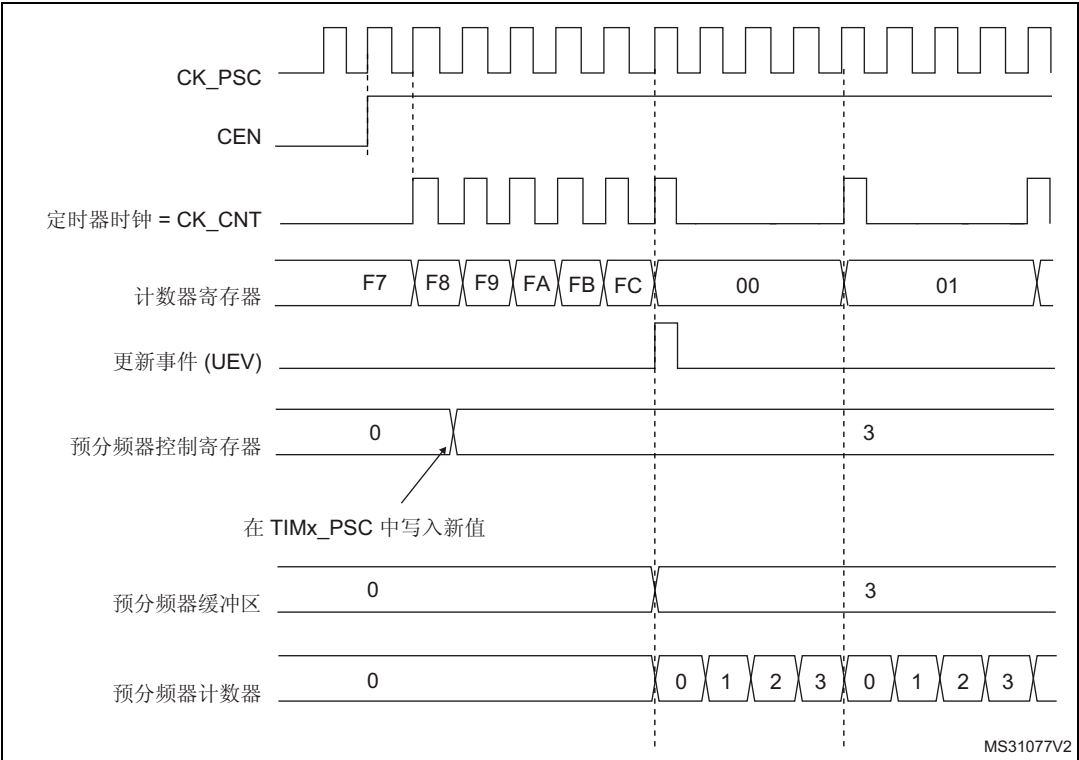 CK_PSC
CEN
定时器时钟 = CK_CNT
计数器寄存器 F7 F8 F9 FA FB FC 00 01
更新事件 (UEV)
预分频器控制寄存器 0 3
在 TIMx_PSC 中写入新值
预分频器缓冲区 0 3
预分频器计数器 0 0 1 2 3 0 1 2 3
MS31077V2